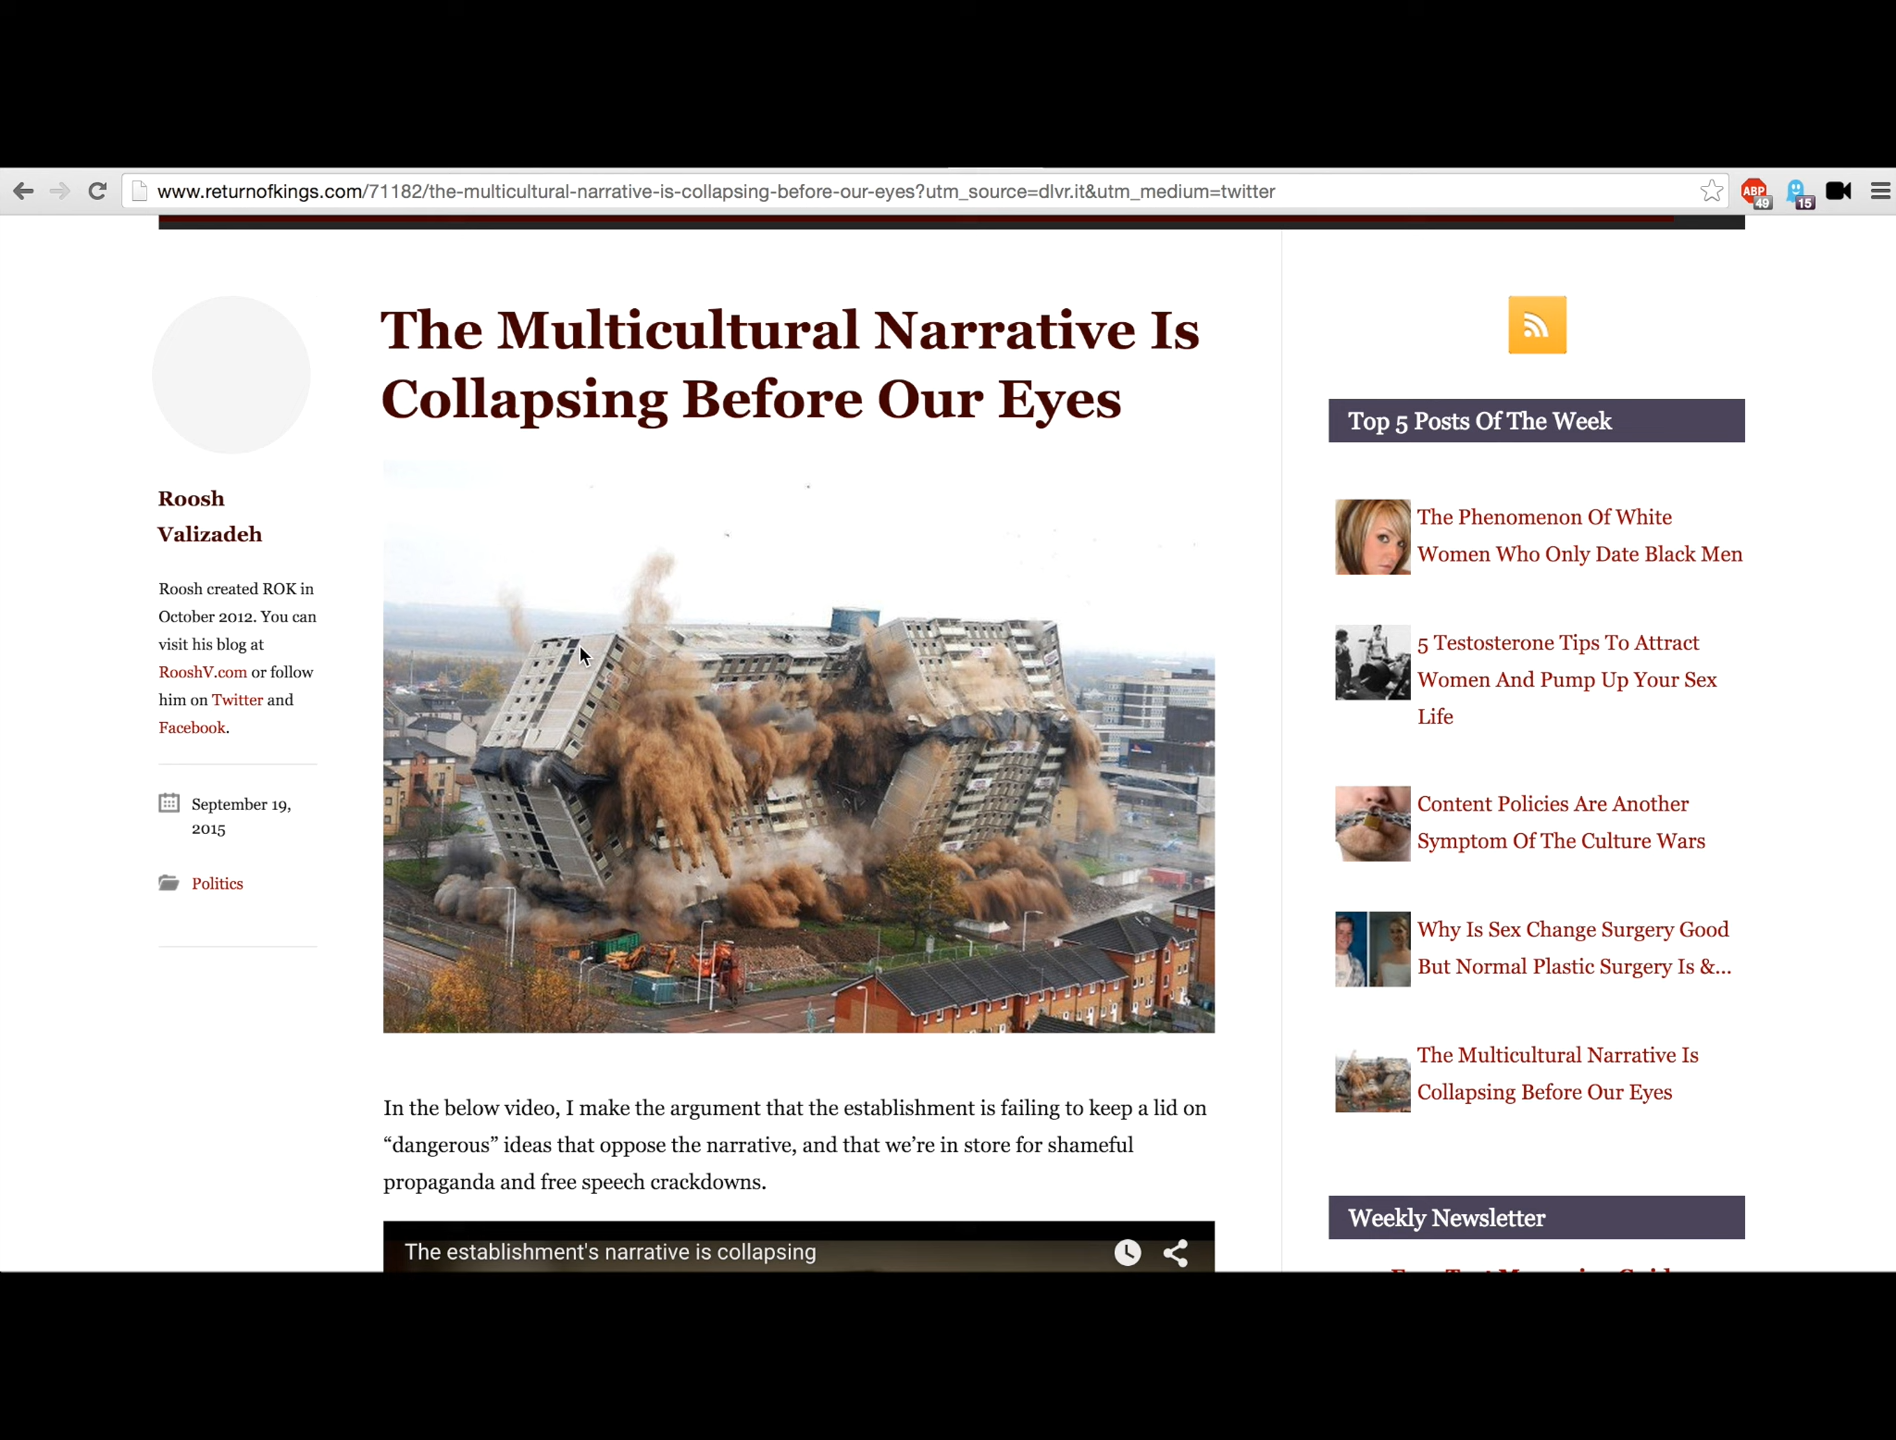 www.returnofkings.com/71182/the-multicultural-narrative-is-collapsing-before-our-eyes?utm_source=dlvr.it&utm_medium=twitter
ABP
49
15
The Multicultural Narrative Is
Collapsing Before Our Eyes
Roosh
Valizadeh
Roosh created ROK in
October 2012. You can
visit his blog at
RooshV.com or follow
him on Twitter and
Facebook.
September 19,
2015
Politics
In the below video, I make the argument that the establishment is failing to keep a lid on
“dangerous” ideas that oppose the narrative, and that we’re in store for shameful
propaganda and free speech crackdowns.
The establishment's narrative is collapsing
Top 5 Posts Of The Week
The Phenomenon Of White
Women Who Only Date Black Men
5 Testosterone Tips To Attract
Women And Pump Up Your Sex
Life
Content Policies Are Another
Symptom Of The Culture Wars
Why Is Sex Change Surgery Good
But Normal Plastic Surgery Is &...
The Multicultural Narrative Is
Collapsing Before Our Eyes
Weekly Newsletter